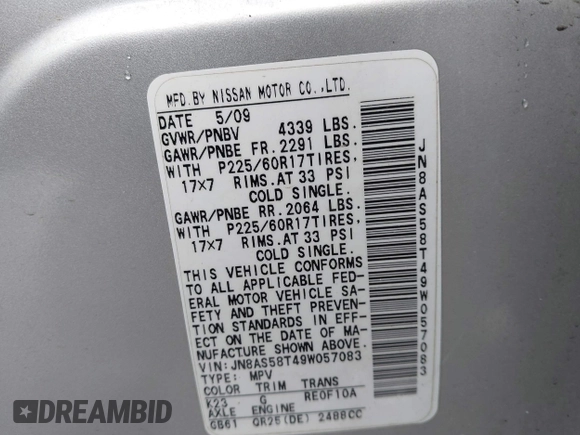 MFD.BY NISSAN MOTOR CO.,LTD.
DATE 5/09
GVWR/PNBV 4339 LBS.
GAWR/PNBE FR.2291 LBS.
WITH P225/60R17TIRES,
17×7 RIMS.AT 33 PSI
COLD SINGLE.
GAWR/PNBE RR.2064 LBS.
WITH P225/60R17TIRES,
17×7 RIMS.AT 33 PSI
COLD SINGLE.
THIS VEHICLE CONFORMS
TO ALL APPLICABLE FED-
ERAL MOTOR VEHICLE SA-
FETY AND THEFT PREVEN-
TION STANDARDS IN EFF-
ECT ON THE DATE OF MA-
NUFACTURE SHOWN ABOVE.
VIN:JN8AS58T49W057083
TYPE: MPV
COLOR TRIM TRANS
K23 G RE0F10A
AXLE ENGINE
GB61 QR25(DE) 2488CC
JN8AS58T49W057083
DREAMBID